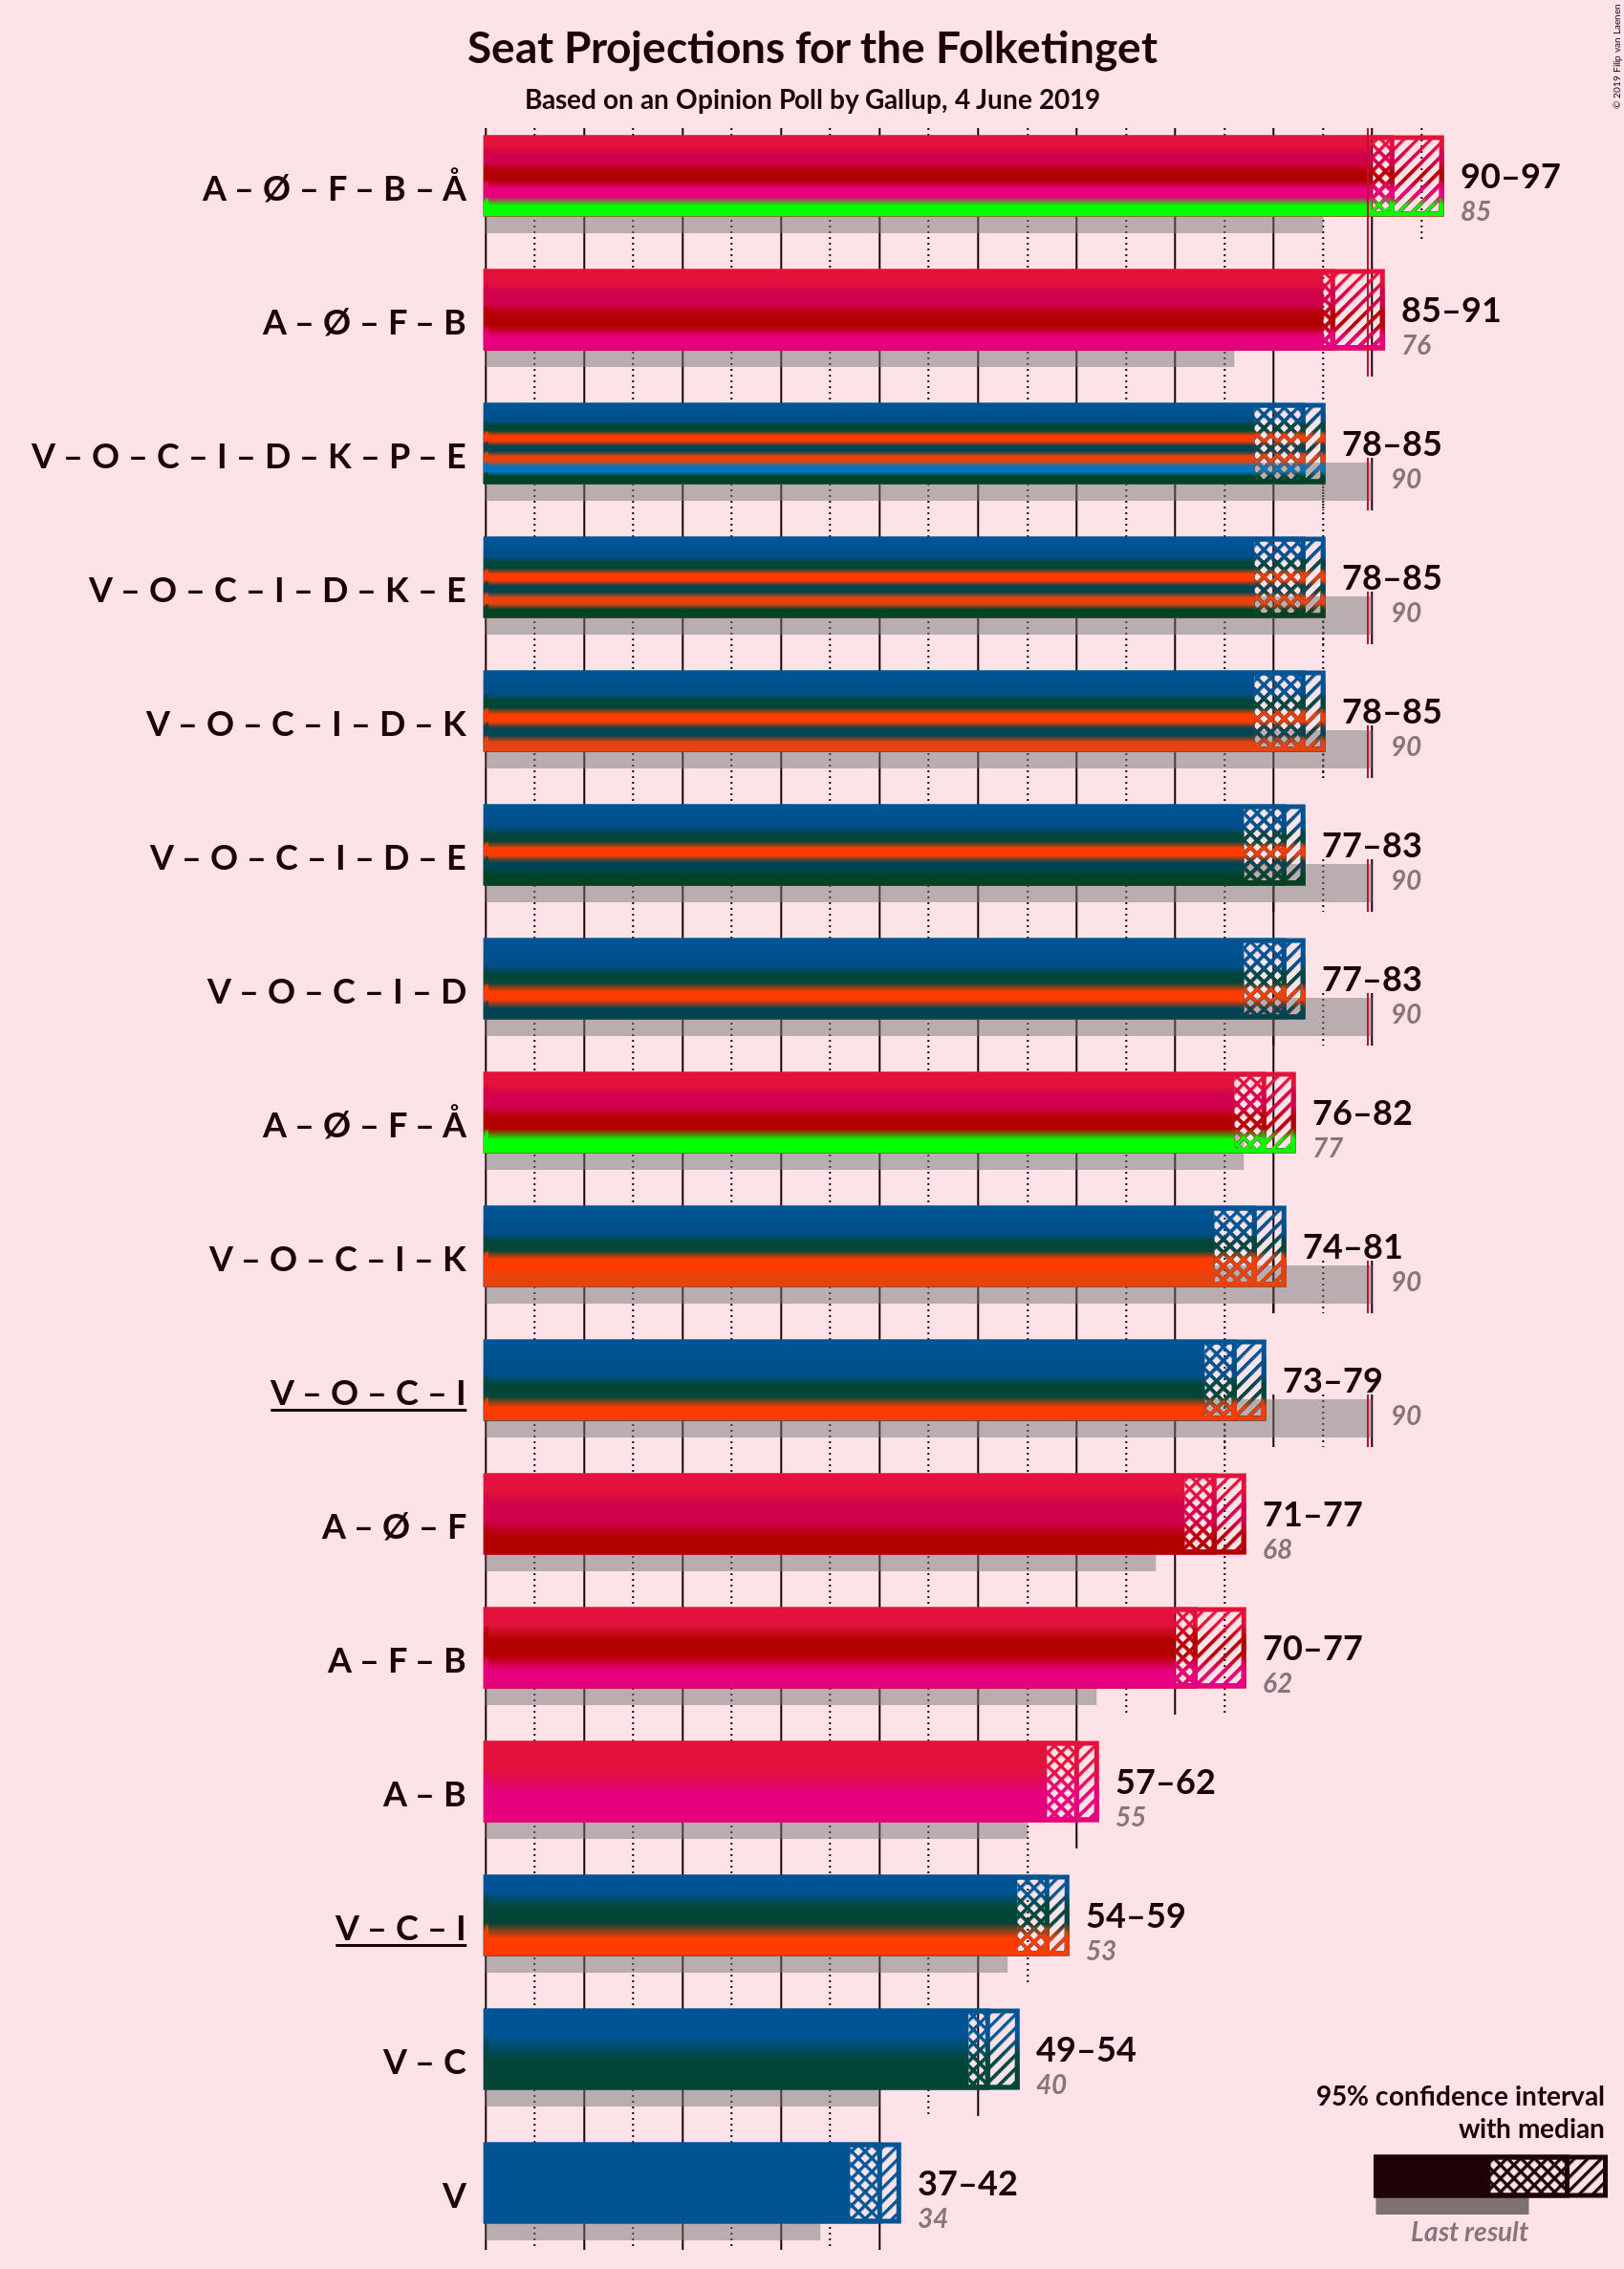 Seat Projections for the Folketinget
Based on an Opinion Poll by Gallup, 4 June 2019
© 2019 Filip van Laenen
A – Ø – F – B – Å
90–97
85
A – Ø – F – B
85–91
76
V – O – C – I – D – K – P – E
78–85
90
V – O – C – I – D – K – E
78–85
90
V – O – C – I – D – K
78–85
90
V – O – C – I – D – E
77–83
90
V – O – C – I – D
77–83
90
A – Ø – F – Å
76–82
77
V – O – C – I – K
74–81
90
V – O – C – I
73–79
90
A – Ø – F
71–77
68
A – F – B
70–77
62
A – B
57–62
55
V – C – I
54–59
53
V – C
49–54
40
V
37–42
34
95% confidence interval
with median
Last result